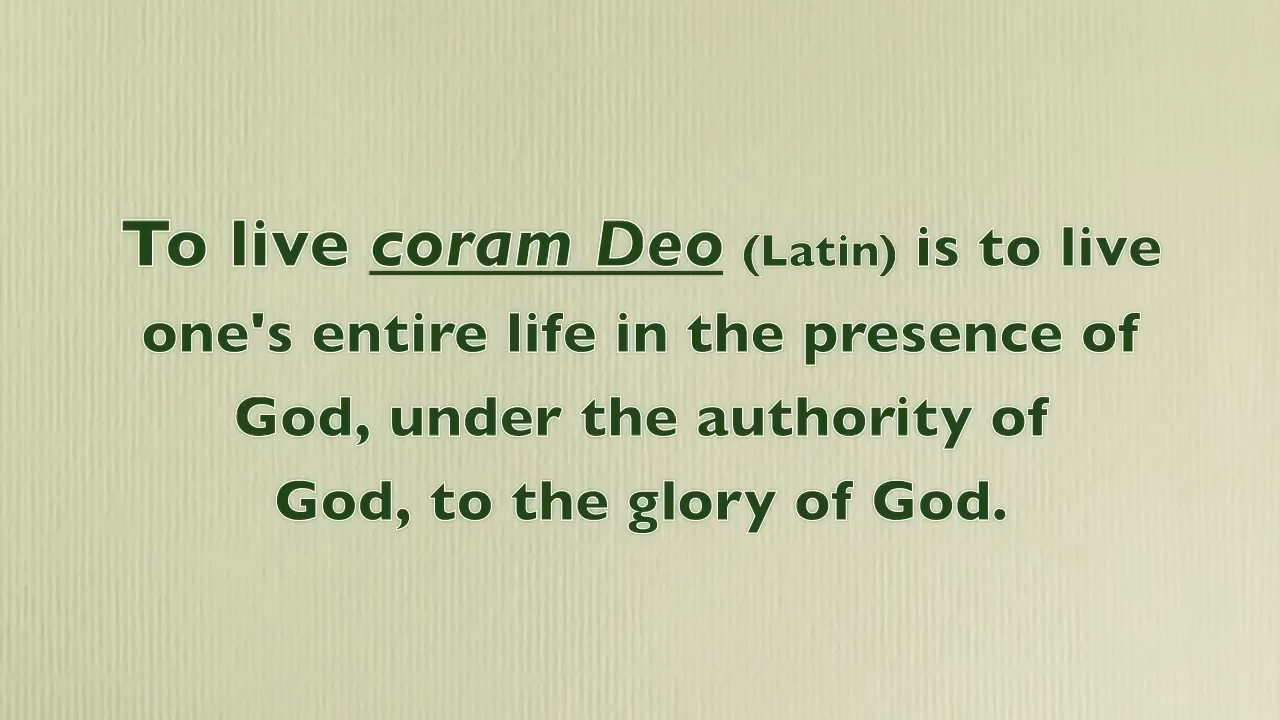 To live coram Deo (Latin) is to live
one's entire life in the presence of
God, under the authority of
God, to the glory of God.